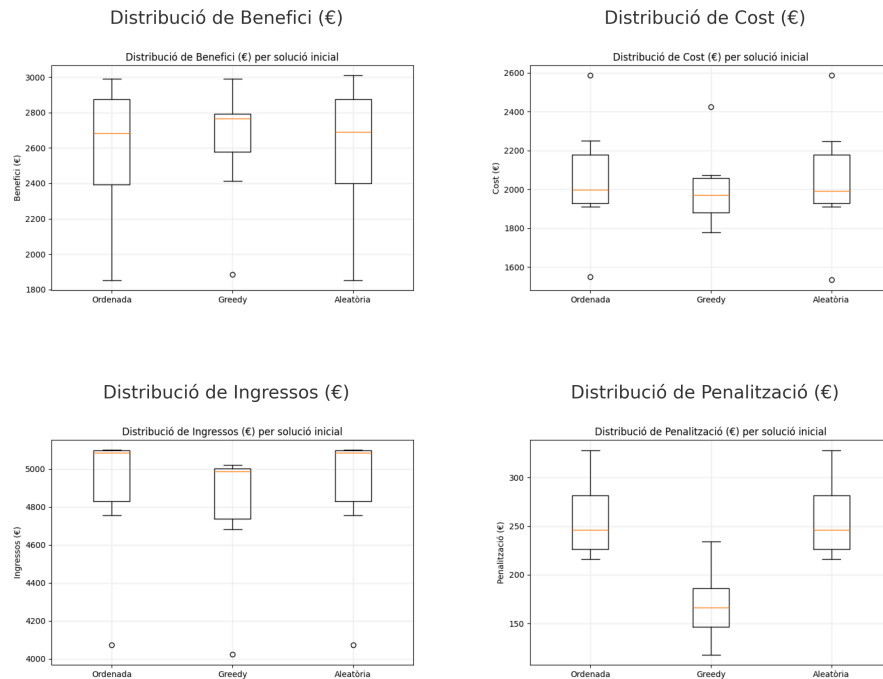 Distribució de Benefici (€)
Distribució de Benefici (€) per solució inicial
3000
2800
2600
2400
2200
2000
1800
Benefici (€)
Ordenada
Greedy
Aleatòria
Distribució de Cost (€)
Distribució de Cost (€) per solució inicial
2600
2400
2200
2000
1800
1600
Cost (€)
Ordenada
Greedy
Aleatòria
Distribució de Ingressos (€)
Distribució de Ingressos (€) per solució inicial
5000
4800
4600
4400
4200
4000
Ingressos (€)
Ordenada
Greedy
Aleatòria
Distribució de Penalització (€)
Distribució de Penalització (€) per solució inicial
300
250
200
150
Penalització (€)
Ordenada
Greedy
Aleatòria